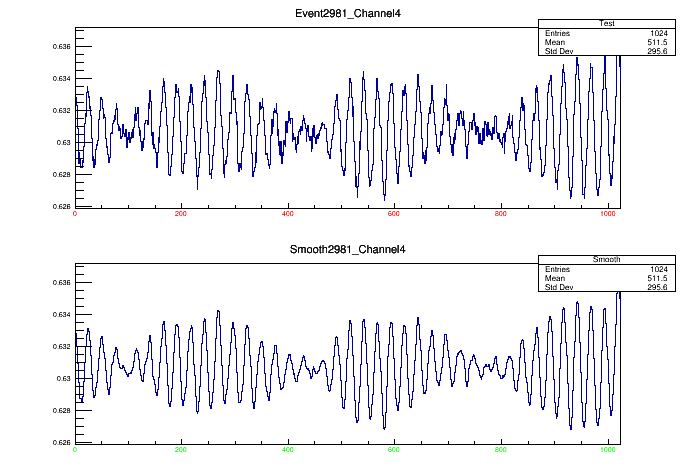 Event2981_Channel4
Test
Entries 1024
Mean 511.5
Std Dev 295.6
0.636
0.634
0.632
0.63
0.628
0.626
0 200 400 600 800 1000
Smooth2981_Channel4
Smooth
Entries 1024
Mean 511.5
Std Dev 295.6
0.636
0.634
0.632
0.63
0.628
0.626
0 200 400 600 800 1000